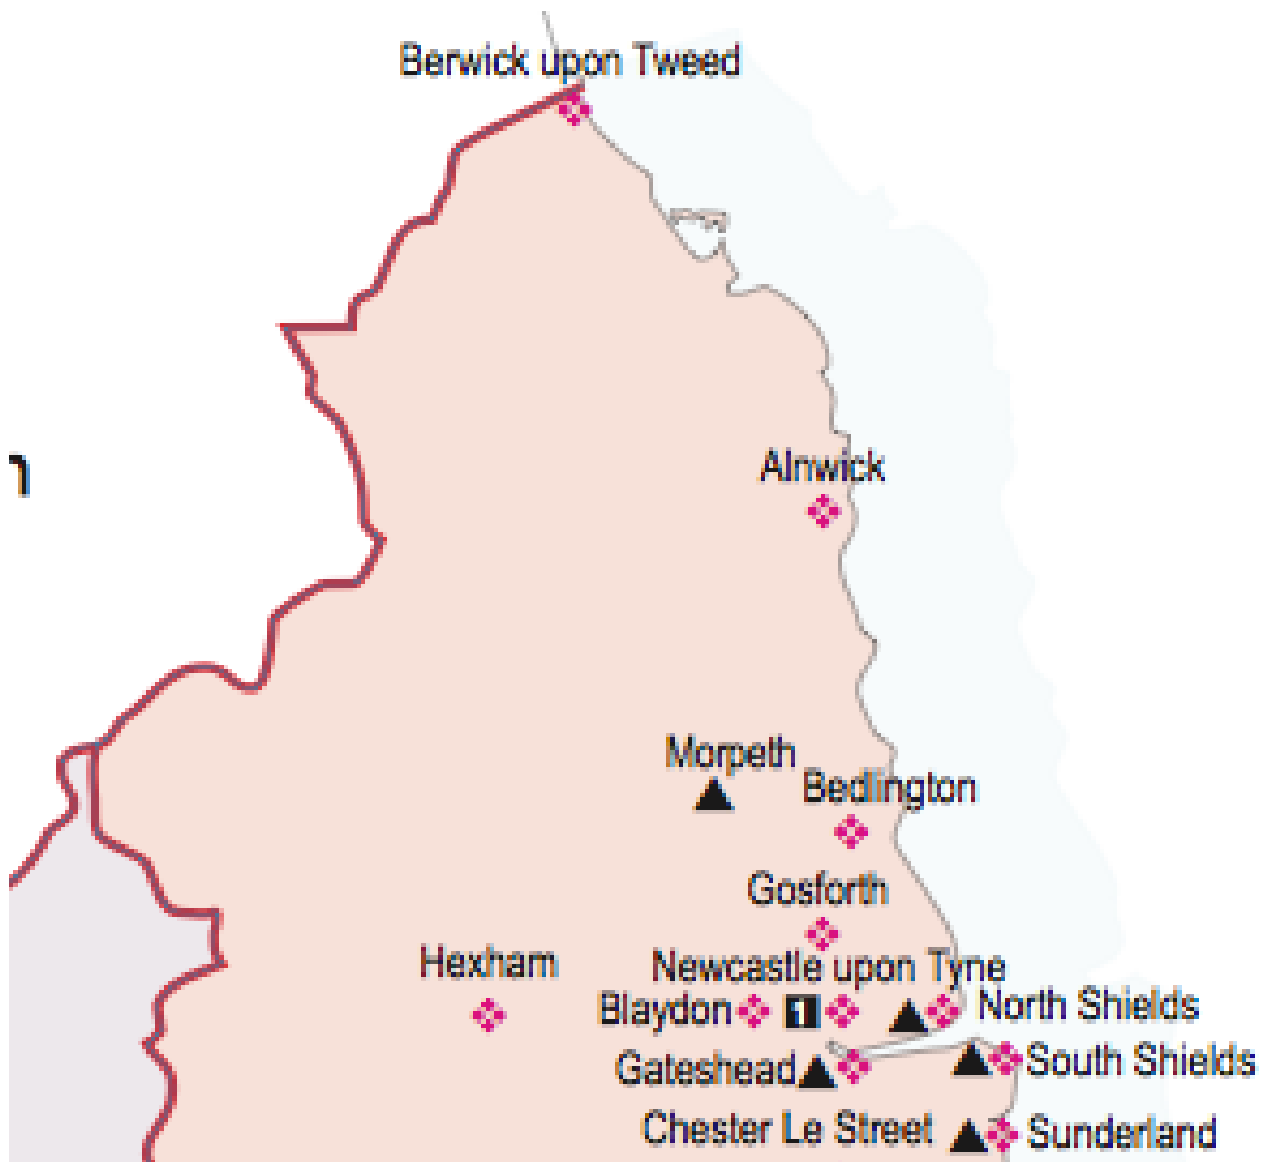 Berwick upon Tweed
Alnwick
Morpeth
Bedlington
Gosforth
Hexham
Newcastle upon Tyne
Blaydon
1
North Shields
Gateshead
South Shields
Chester Le Street
Sunderland